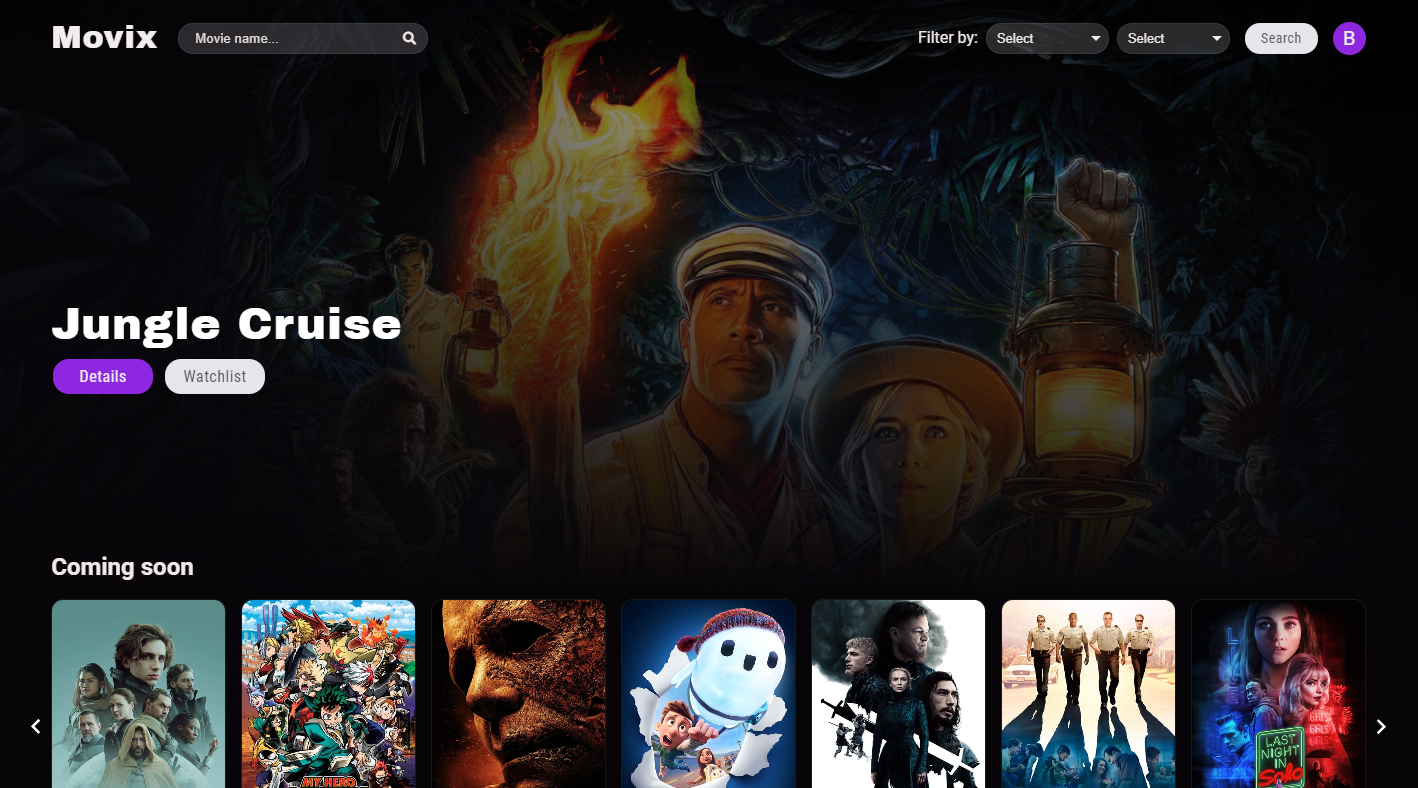 Movix
Movie name...
Filter by:
Select
Select
Search
B
Jungle Cruise
Details
Watchlist
Coming soon
MY HERO
LAST
NIGHT
IN
Soho